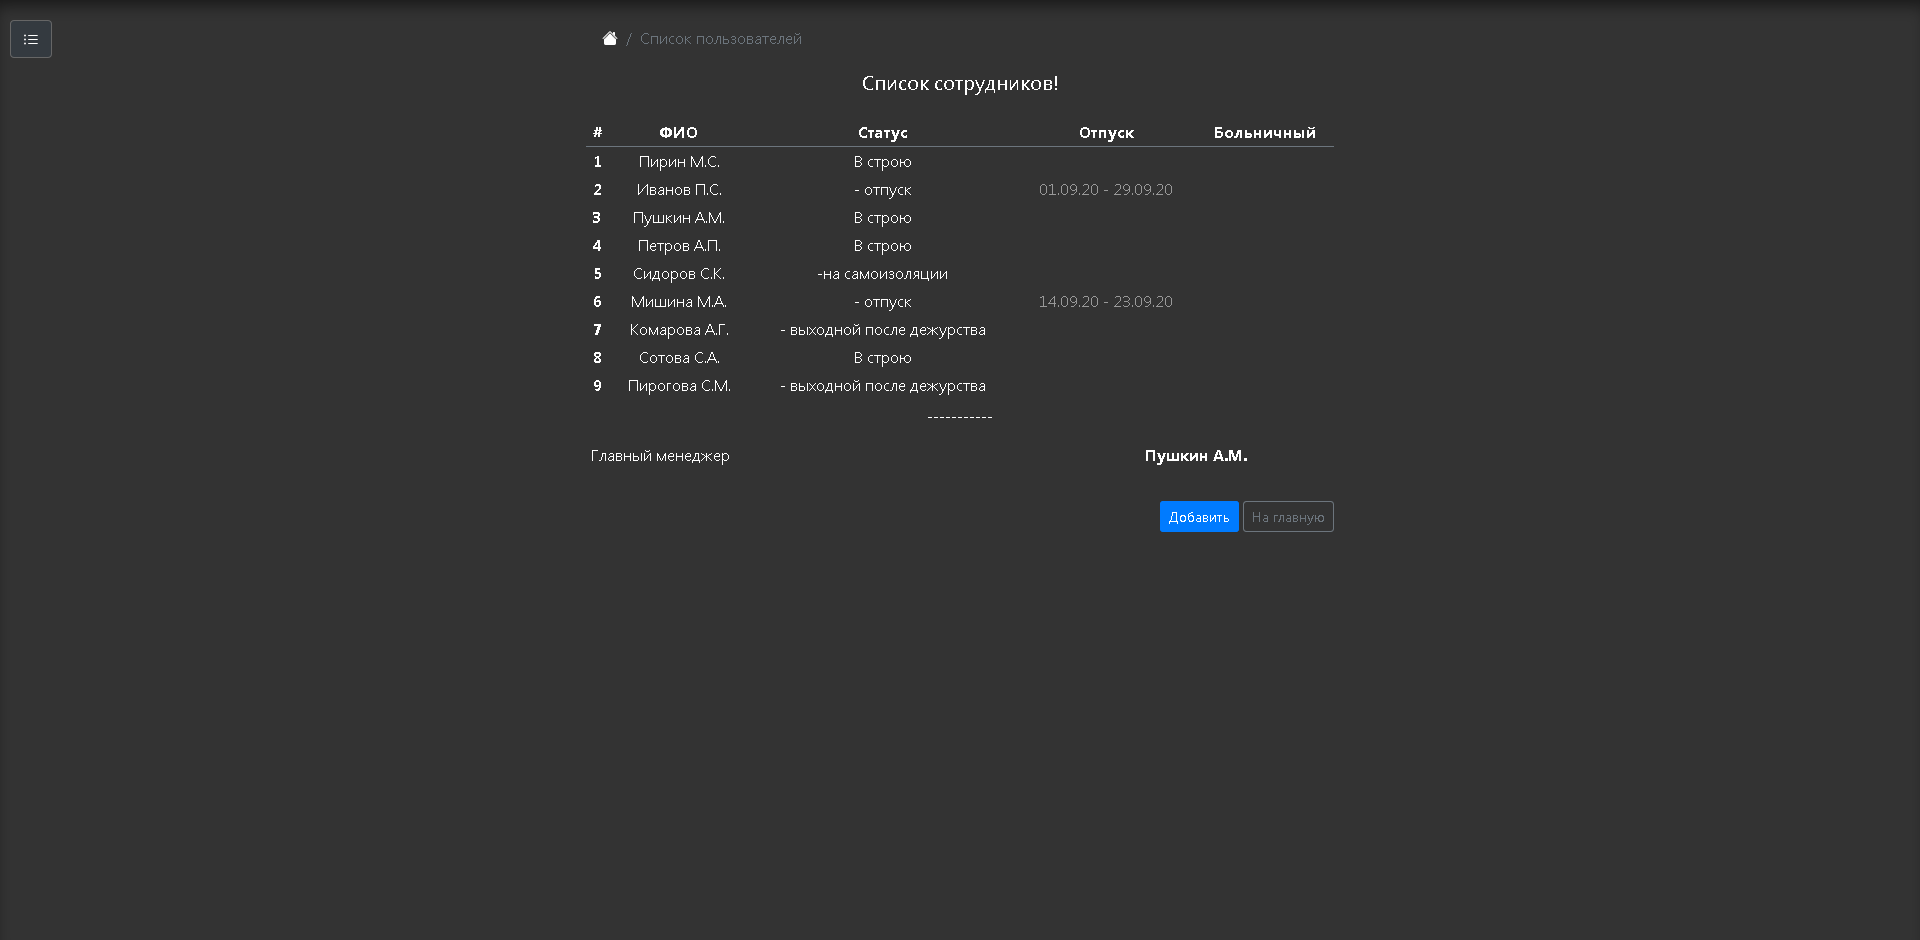 / Список пользователей
Список сотрудников!
# ФИО Статус Отпуск Больничный
1 Пирин М.С. В строю
2 Иванов П.С. - отпуск 01.09.20 - 29.09.20
3 Пушкин А.М. В строю
4 Петров А.П. В строю
5 Сидоров С.К. -на самоизоляции
6 Мишина М.А. - отпуск 14.09.20 - 23.09.20
7 Комарова А.Г. - выходной после дежурства
8 Сотова С.А. В строю
9 Пирогова С.М. - выходной после дежурства
-----------
Главный менеджер Пушкин А.М.
Добавить На главную